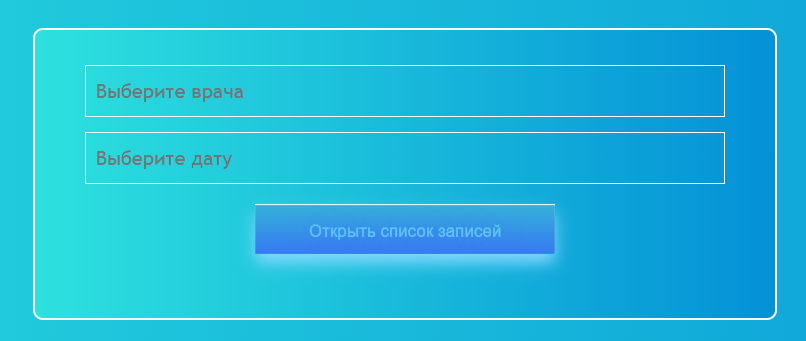 Выберите врача
Выберите дату
Открыть список записей